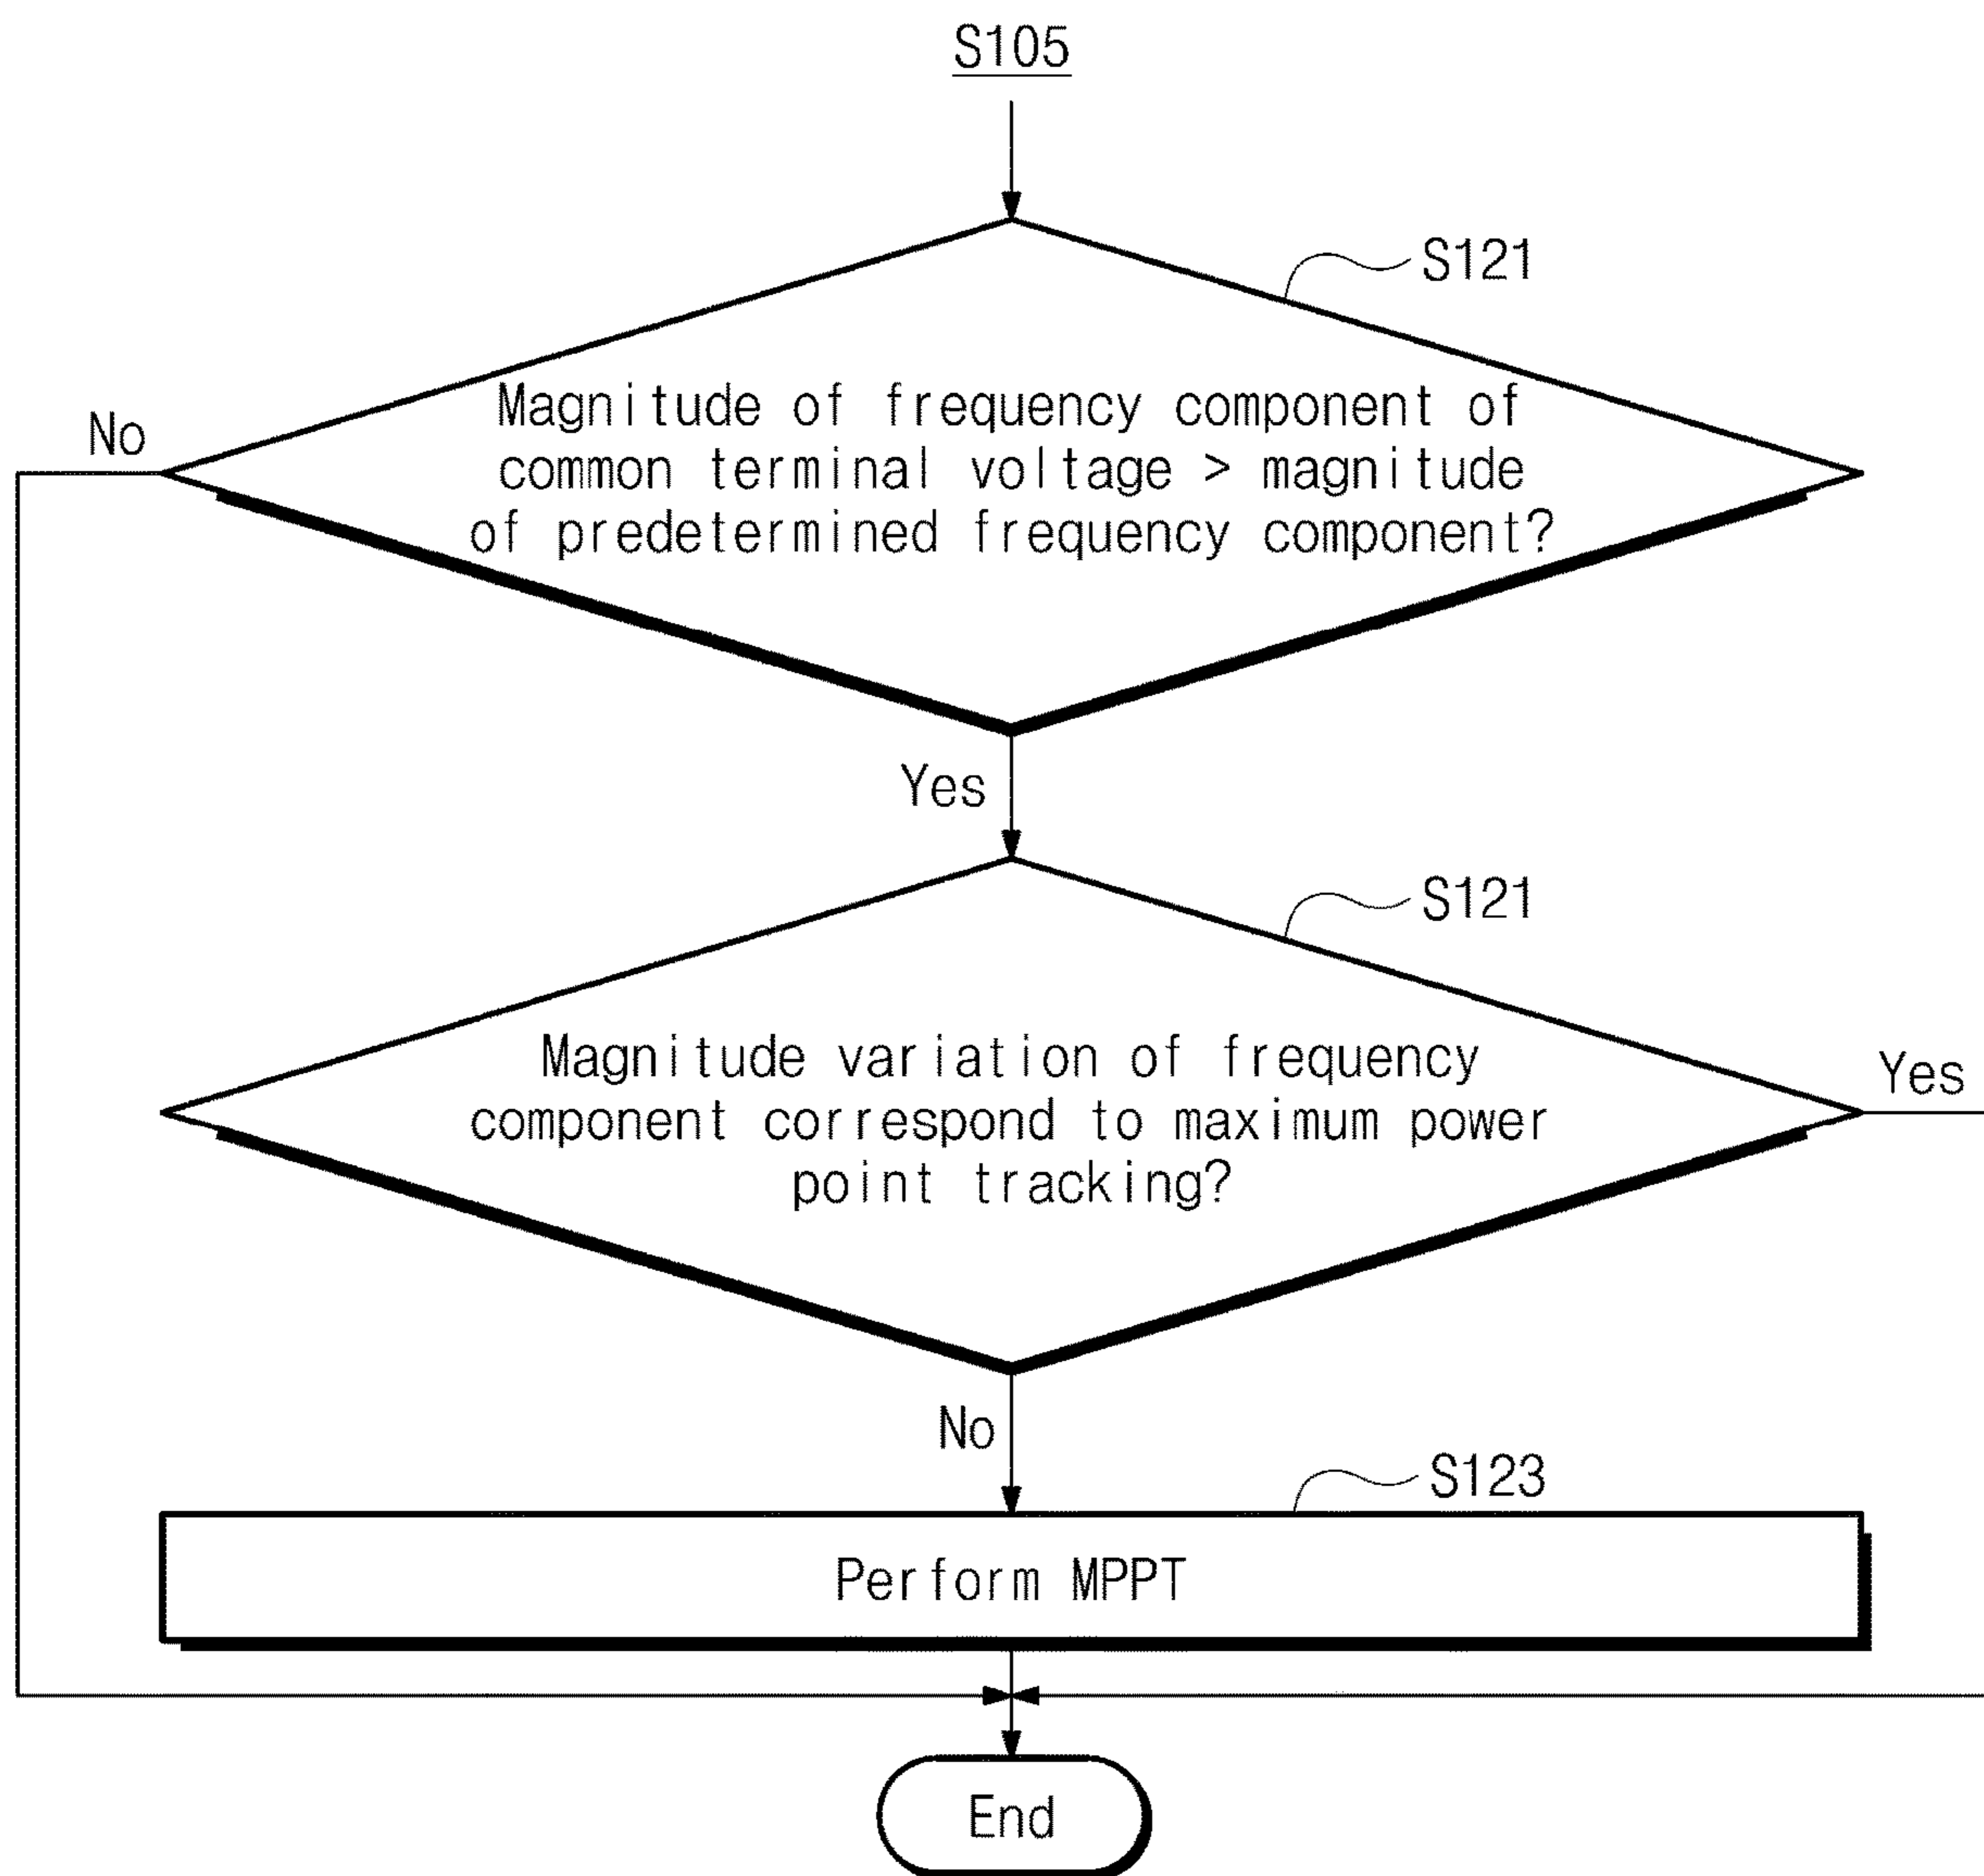 S105
S121
Magnitude of frequency component of
common terminal voltage > magnitude
of predetermined frequency component?
No
Yes
S121
Magnitude variation of frequency
component correspond to maximum power
point tracking?
Yes
No
S123
Perform MPPT
End